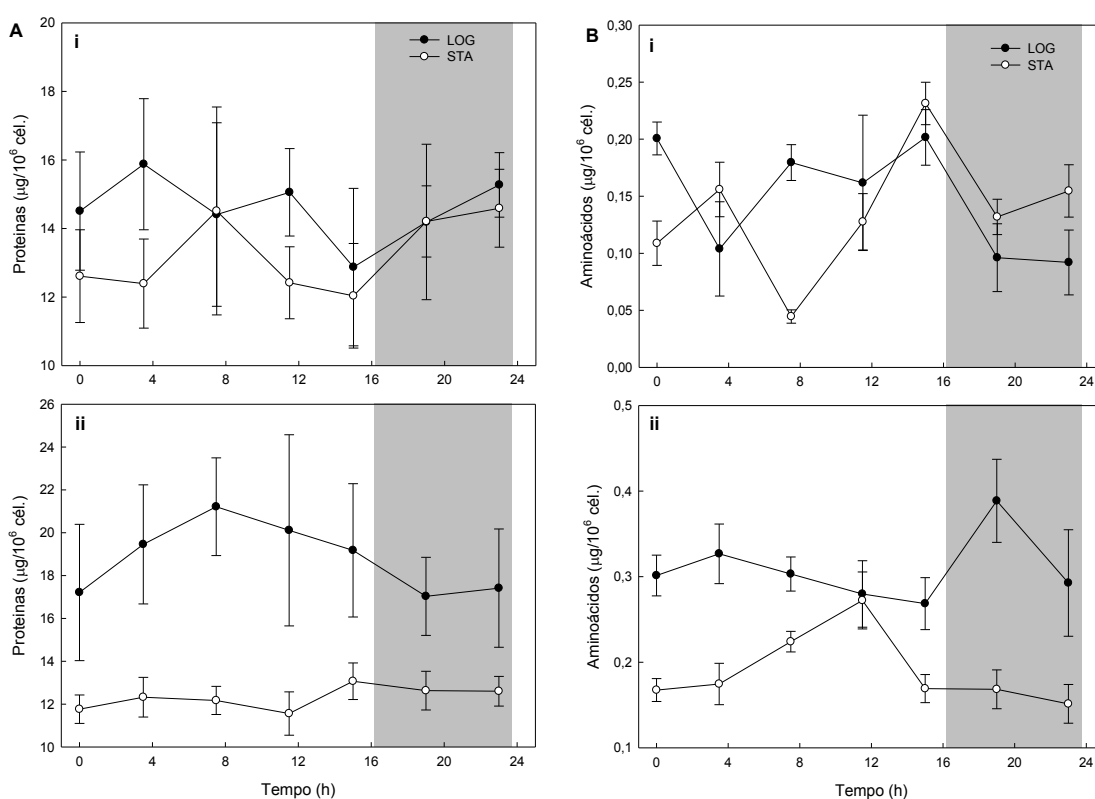 A
i
LOG
STA
Proteinas (µg/10⁶ cél.)
20
18
16
14
12
10
0 4 8 12 16 20 24
B
i
LOG
STA
Aminoácidos (µg/10⁶ cél.)
0,30
0,25
0,20
0,15
0,10
0,05
0,00
0 4 8 12 16 20 24
ii
Proteinas (µg/10⁶ cél.)
26
24
22
20
18
16
14
12
10
0 4 8 12 16 20 24
Tempo (h)
ii
Aminoácidos (µg/10⁶ cél.)
0,5
0,4
0,3
0,2
0,1
0 4 8 12 16 20 24
Tempo (h)